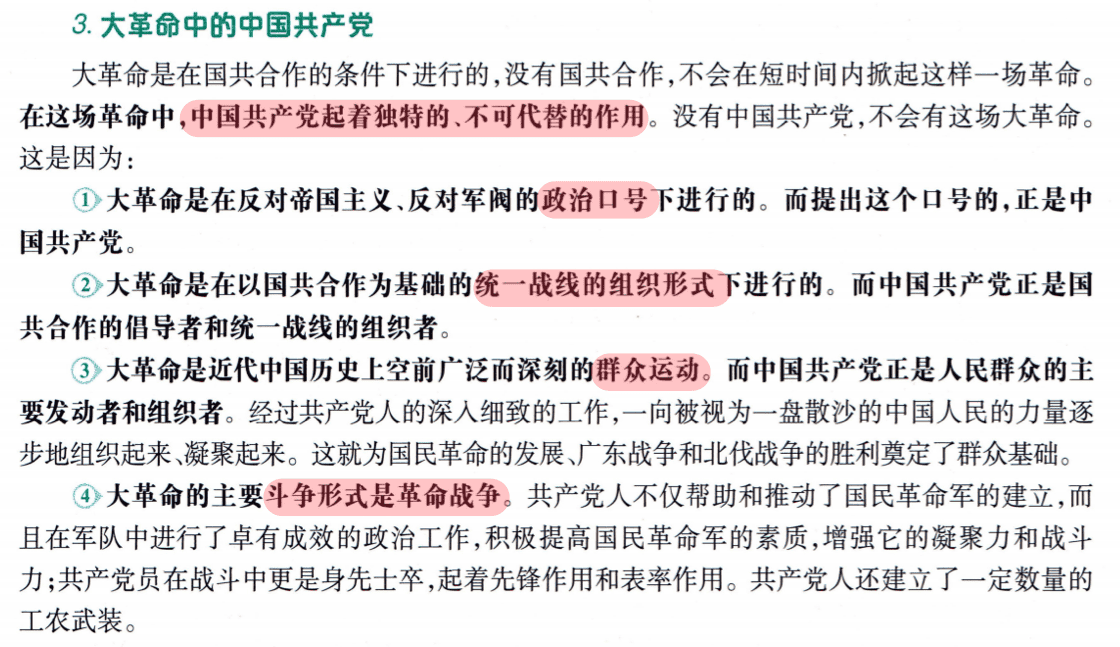 3. 大革命中的中国共产党
大革命是在国共合作的条件下进行的,没有国共合作,不会在短时间内掀起这样一场革命。
在这场革命中,中国共产党起着独特的、不可代替的作用。没有中国共产党,不会有这场大革命。
这是因为:
① 大革命是在反对帝国主义、反对军阀的政治口号下进行的。而提出这个口号的,正是中
国共产党。
② 大革命是在以国共合作为基础的统一战线的组织形式下进行的。而中国共产党正是国
共合作的倡导者和统一战线的组织者。
③ 大革命是近代中国历史上空前广泛而深刻的群众运动。而中国共产党正是人民群众的主
要发动者和组织者。经过共产党人的深入细致的工作,一向被视为一盘散沙的中国人民的力量逐
步地组织起来、凝聚起来。这就为国民革命的发展、广东战争和北伐战争的胜利奠定了群众基础。
④ 大革命的主要斗争形式是革命战争。共产党人不仅帮助和推动了国民革命军的建立,而
且在军队中进行了卓有成效的政治工作,积极提高国民革命军的素质,增强它的凝聚力和战斗
力;共产党员在战斗中更是身先士卒,起着先锋作用和表率作用。共产党人还建立了一定数量的
工农武装。